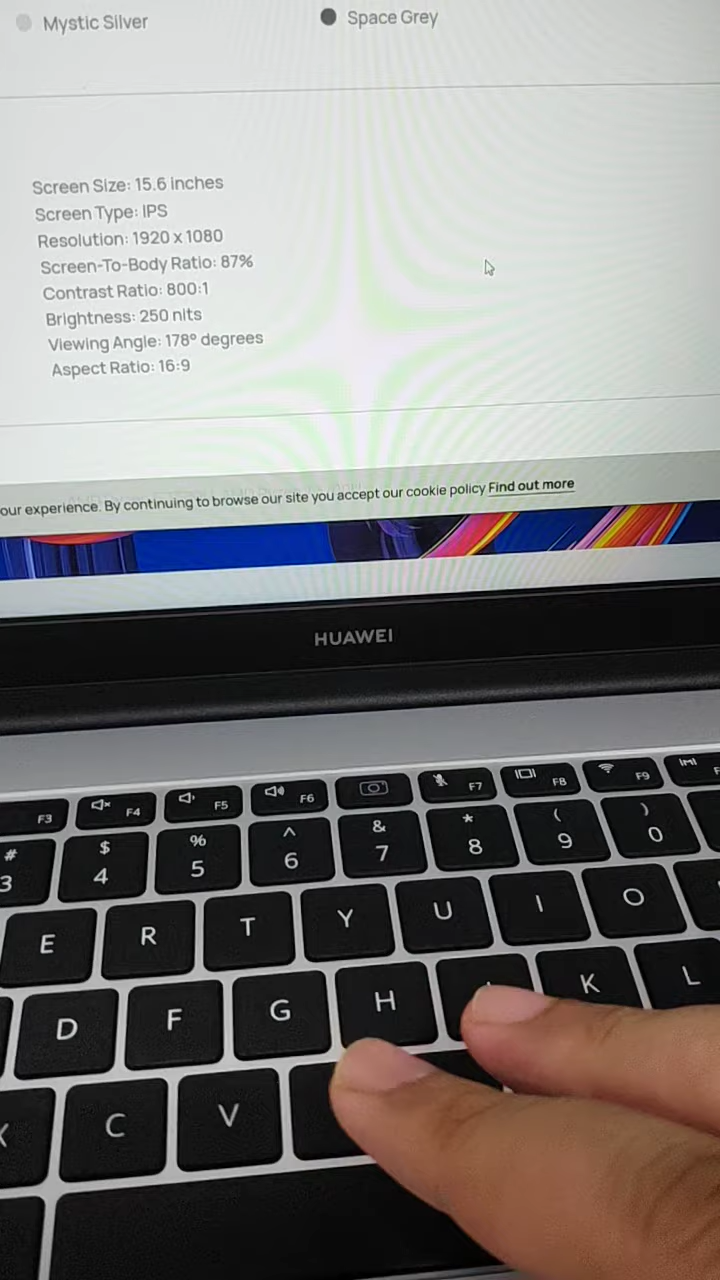 Mystic Silver
Space Grey
Screen Size: 15.6 inches
Screen Type: IPS
Resolution: 1920 x 1080
Screen-To-Body Ratio: 87%
Contrast Ratio: 800:1
Brightness: 250 nits
Viewing Angle: 178° degrees
Aspect Ratio: 16:9
our experience. By continuing to browse our site you accept our cookie policy Find out more
HUAWEI
F3 F4 F5 F6 F7 F8 F9
# $ % ^ & * ( )
3 4 5 6 7 8 9 0
E R T Y U I O
D F G H K L
C V